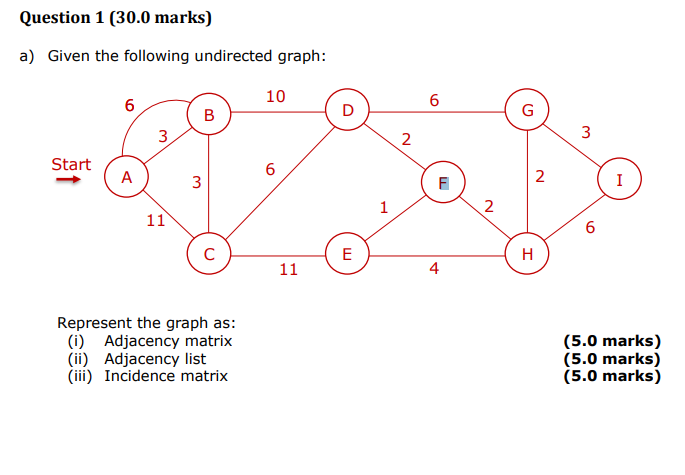 Question 1 (30.0 marks)
a) Given the following undirected graph:
10
6
6
B
D
G
3
2
3
Start
A
6
F
2
I
3
1
2
11
6
C
E
H
11
4
Represent the graph as:
(i) Adjacency matrix (5.0 marks)
(ii) Adjacency list (5.0 marks)
(iii) Incidence matrix (5.0 marks)